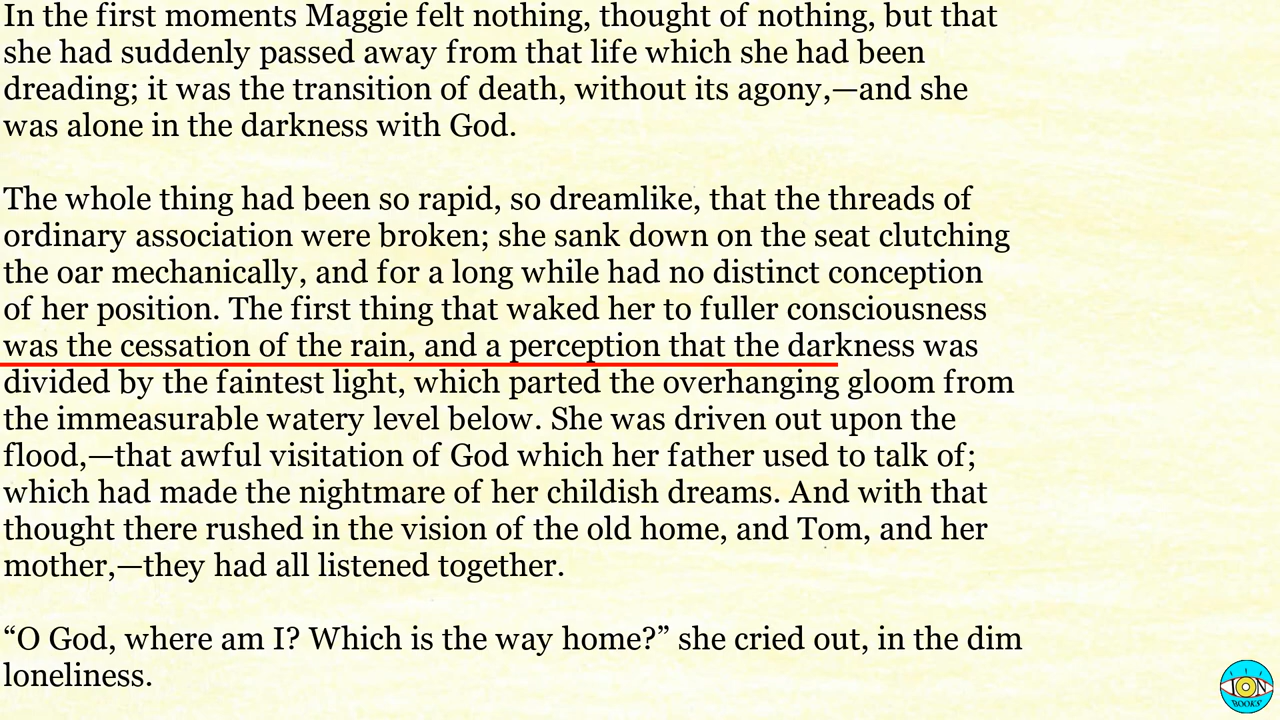 In the first moments Maggie felt nothing, thought of nothing, but that
she had suddenly passed away from that life which she had been
dreading; it was the transition of death, without its agony,—and she
was alone in the darkness with God.
The whole thing had been so rapid, so dreamlike, that the threads of
ordinary association were broken; she sank down on the seat clutching
the oar mechanically, and for a long while had no distinct conception
of her position. The first thing that waked her to fuller consciousness
was the cessation of the rain, and a perception that the darkness was
divided by the faintest light, which parted the overhanging gloom from
the immeasurable watery level below. She was driven out upon the
flood,—that awful visitation of God which her father used to talk of;
which had made the nightmare of her childish dreams. And with that
thought there rushed in the vision of the old home, and Tom, and her
mother,—they had all listened together.
“O God, where am I? Which is the way home?” she cried out, in the dim
loneliness.
ION
BOOKS